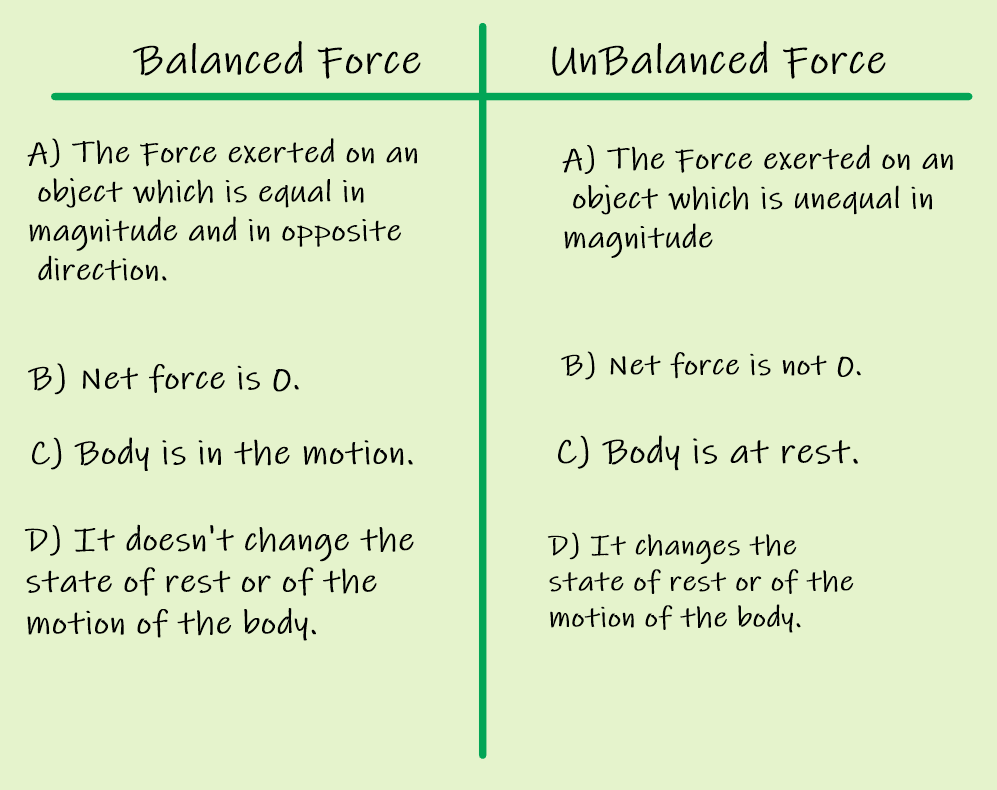 Balanced Force
A) The Force exerted on an
object which is equal in
magnitude and in opposite
direction.
B) Net force is 0.
C) Body is in the motion.
D) It doesn't change the
state of rest or of the
motion of the body.
UnBalanced Force
A) The Force exerted on an
object which is unequal in
magnitude
B) Net force is not 0.
C) Body is at rest.
D) It changes the
state of rest or of the
motion of the body.